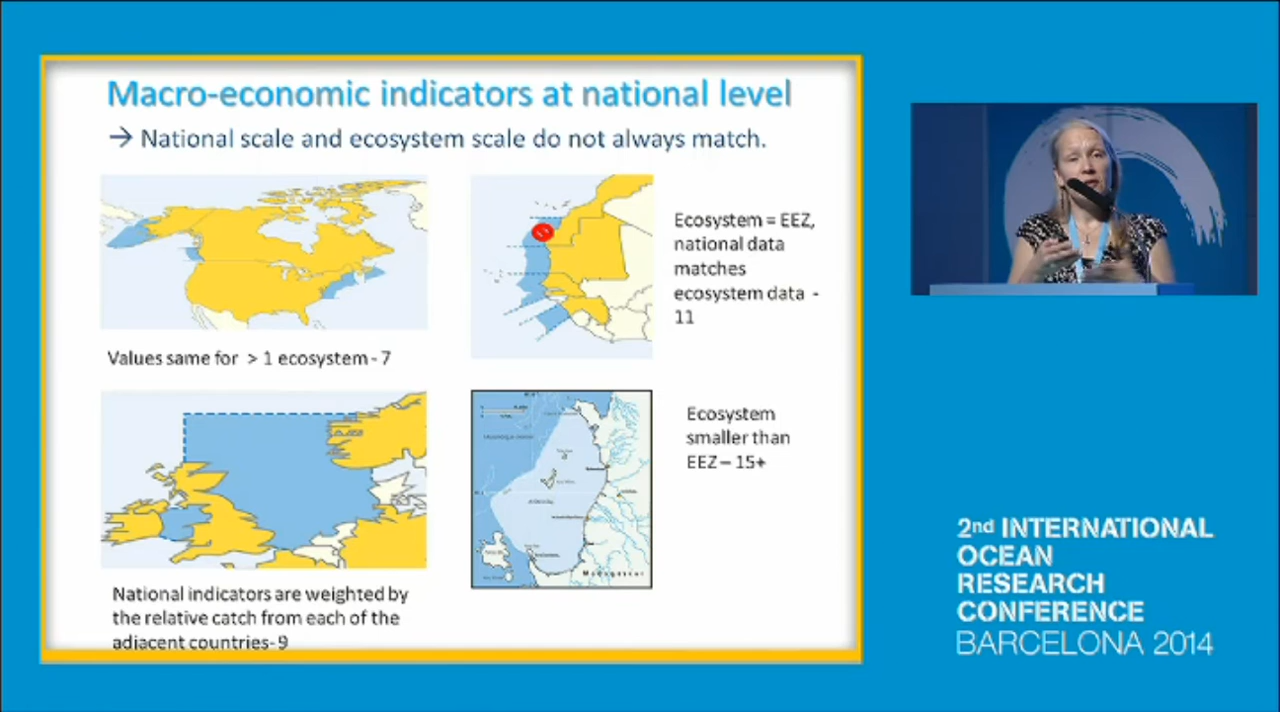 Macro-economic indicators at national level
→ National scale and ecosystem scale do not always match.
Values same for > 1 ecosystem - 7
Ecosystem = EEZ,
national data
matches
ecosystem data -
11
National indicators are weighted by
the relative catch from each of the
adjacent countries- 9
Ecosystem
smaller than
EEZ – 15+
Madagascar
2nd INTERNATIONAL
OCEAN
RESEARCH
CONFERENCE
BARCELONA 2014